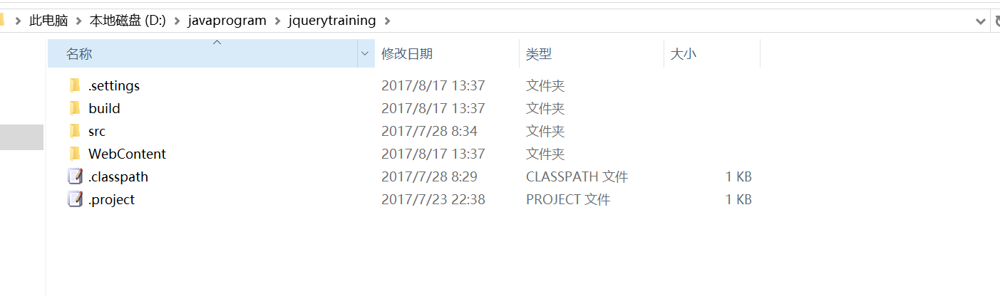 此电脑 > 本地磁盘 (D:) > javaprogram > jquerytraining >
名称 修改日期 类型 大小
.settings 2017/8/17 13:37 文件夹
build 2017/8/17 13:37 文件夹
src 2017/7/28 8:34 文件夹
WebContent 2017/8/17 13:37 文件夹
.classpath 2017/7/28 8:29 CLASSPATH 文件 1 KB
.project 2017/7/23 22:38 PROJECT 文件 1 KB